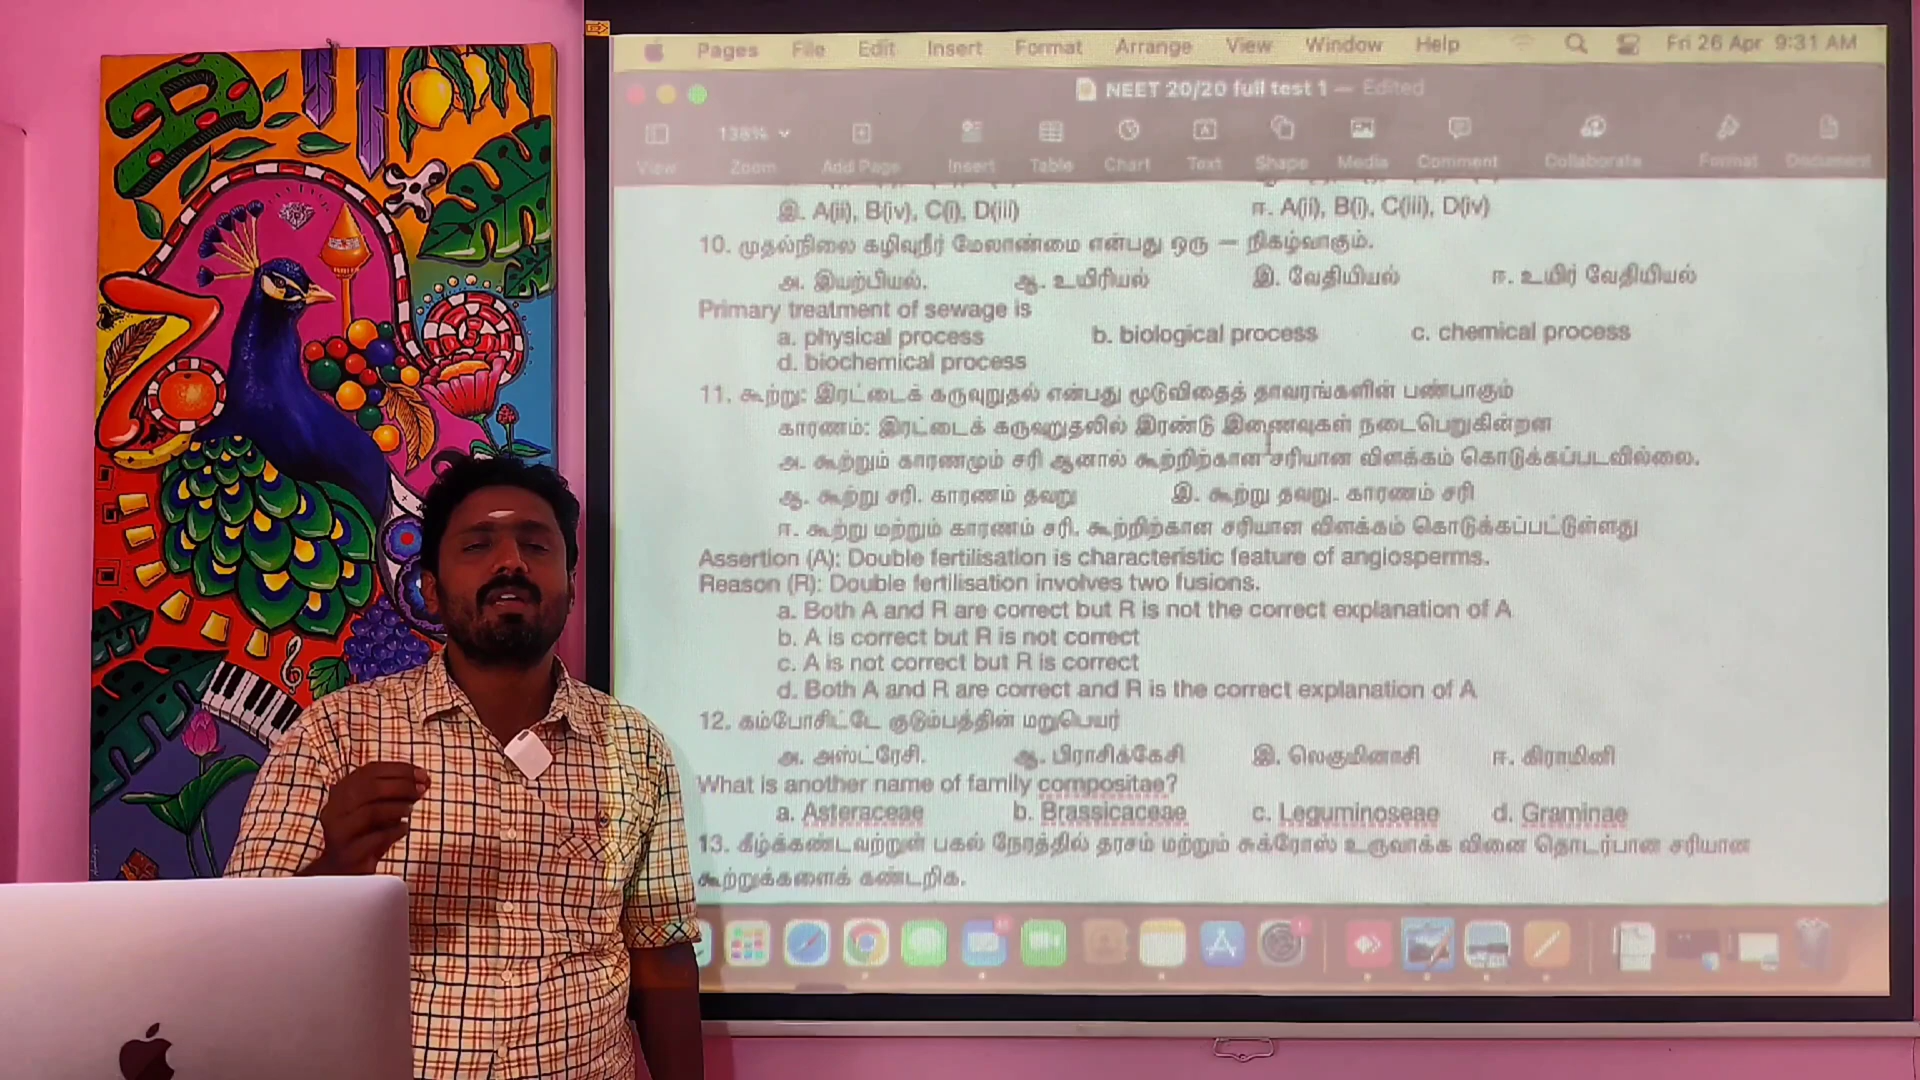 Pages File Edit Insert Format Arrange View Window Help Fri 26 Apr 9:31 AM
NEET 20/20 full test 1 — Edited
138%
View Zoom Add Page Insert Table Chart Text Shape Media Comment Collaborate Format Document
இ. A(ii), B(iv), C(i), D(iii) ஈ. A(ii), B(i), C(iii), D(iv)
10. முதல்நிலை கழிவுநீர் மேலாண்மை என்பது ஒரு — நிகழ்வாகும்.
அ. இயற்பியல். ஆ. உயிரியல் இ. வேதியியல் ஈ. உயிர் வேதியியல்
Primary treatment of sewage is
a. physical process b. biological process c. chemical process
d. biochemical process
11. கூற்று: இரட்டைக் கருவுறுதல் என்பது மூடுவிதைத் தாவரங்களின் பண்பாகும்
காரணம்: இரட்டைக் கருவுறுதலில் இரண்டு இணைவுகள் நடைபெறுகின்றன
அ. கூற்றும் காரணமும் சரி ஆனால் கூற்றிற்கான சரியான விளக்கம் கொடுக்கப்படவில்லை.
ஆ. கூற்று சரி. காரணம் தவறு இ. கூற்று தவறு. காரணம் சரி
ஈ. கூற்று மற்றும் காரணம் சரி. கூற்றிற்கான சரியான விளக்கம் கொடுக்கப்பட்டுள்ளது
Assertion (A): Double fertilisation is characteristic feature of angiosperms.
Reason (R): Double fertilisation involves two fusions.
a. Both A and R are correct but R is not the correct explanation of A
b. A is correct but R is not correct
c. A is not correct but R is correct
d. Both A and R are correct and R is the correct explanation of A
12. கம்போசிட்டே குடும்பத்தின் மறுபெயர்
அ. அஸ்ட்ரேசி. ஆ. பிராசிக்கேசி இ. லெகுமினாசி ஈ. கிராமினி
What is another name of family compositae?
a. Asteraceae b. Brassicaceae c. Leguminoseae d. Graminae
13. கீழ்க்கண்டவற்றுள் பகல் நேரத்தில் தரசம் மற்றும் சுக்ரோஸ் உருவாக்க வினை தொடர்பான சரியான
கூற்றுக்களைக் கண்டறிக.